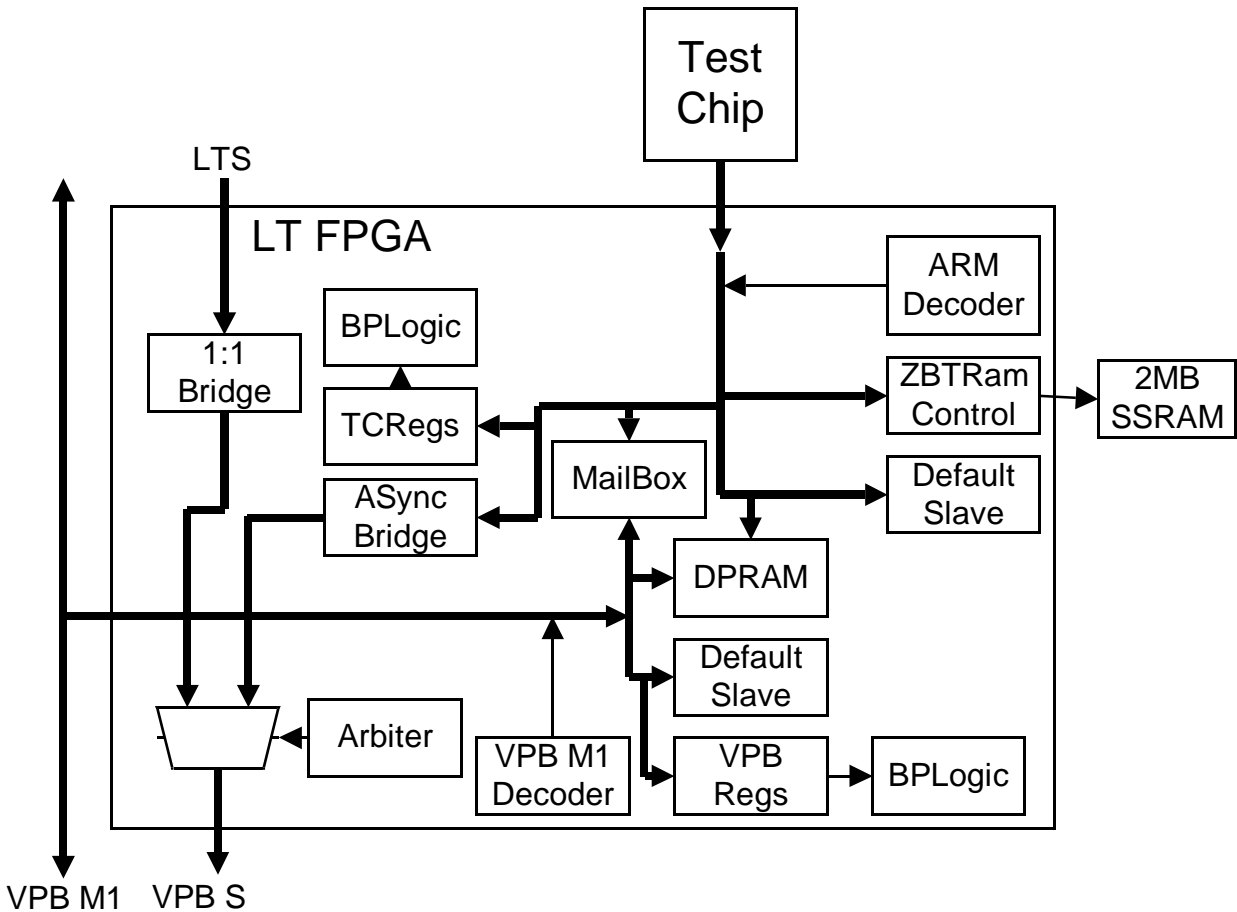 Test
Chip
LTS
LT FPGA
ARM
Decoder
BPLogic
1:1
Bridge
ZBTRam
Control
2MB
SSRAM
TCRegs
MailBox
Default
Slave
ASync
Bridge
DPRAM
Default
Slave
Arbiter
VPB M1
Decoder
VPB
Regs
BPLogic
VPB M1
VPB S